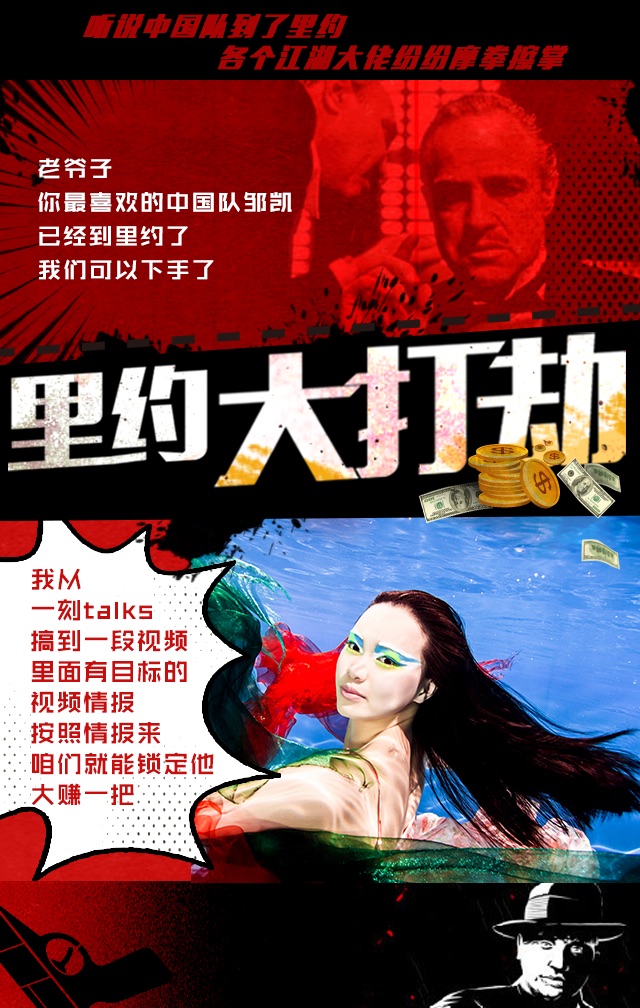 听说中国队到了里约
各个江湖大佬纷纷摩拳擦掌
老爷子
你最喜欢的中国队邹凯
已经到里约了
我们可以下手了
里约大打劫
我从
一刻talks
搞到一段视频
里面有目标的
视频情报
按照情报来
咱们就能锁定他
大赚一把